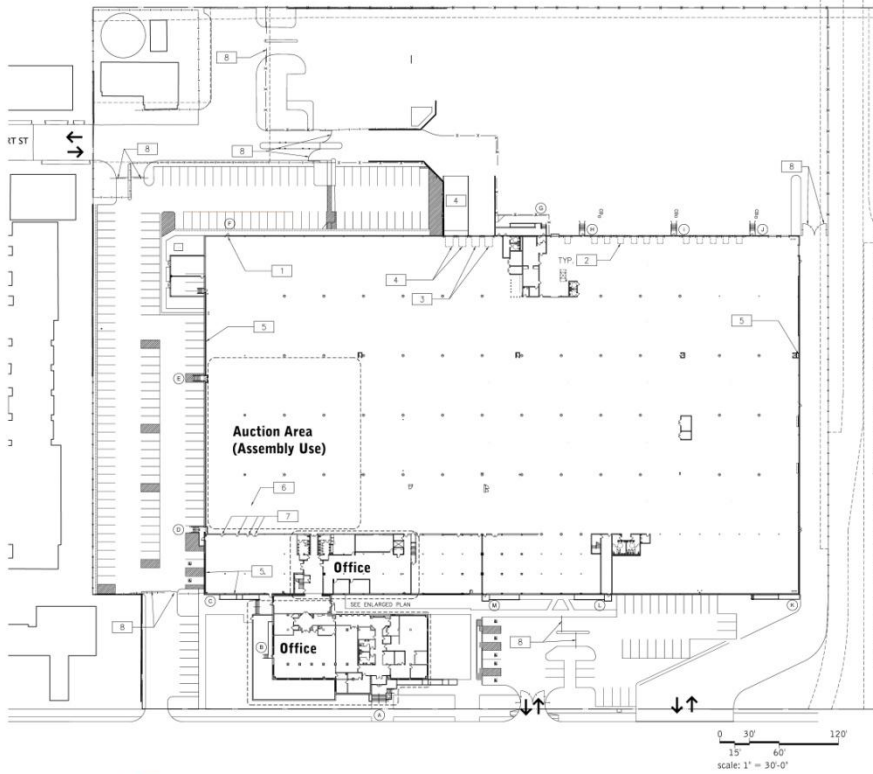 8
RT ST
8
8
8
4
G
F
H
J
1
TYP.
2
4
3
5
5
E
Auction Area
(Assembly Use)
6
7
D
Office
5
C
SEE ENLARGED PLAN
M
L
K
8
8
B
Office
A
0 30' 120'
15' 60'
scale: 1" = 30'-0"